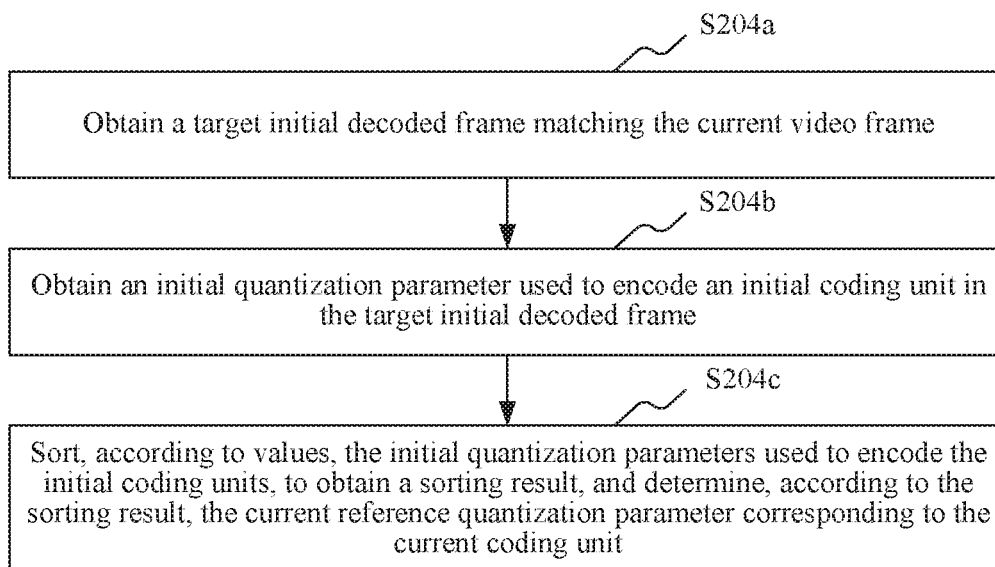 S204a
Obtain a target initial decoded frame matching the current video frame
S204b
Obtain an initial quantization parameter used to encode an initial coding unit in
the target initial decoded frame
S204c
Sort, according to values, the initial quantization parameters used to encode the
initial coding units, to obtain a sorting result, and determine, according to the
sorting result, the current reference quantization parameter corresponding to the
current coding unit